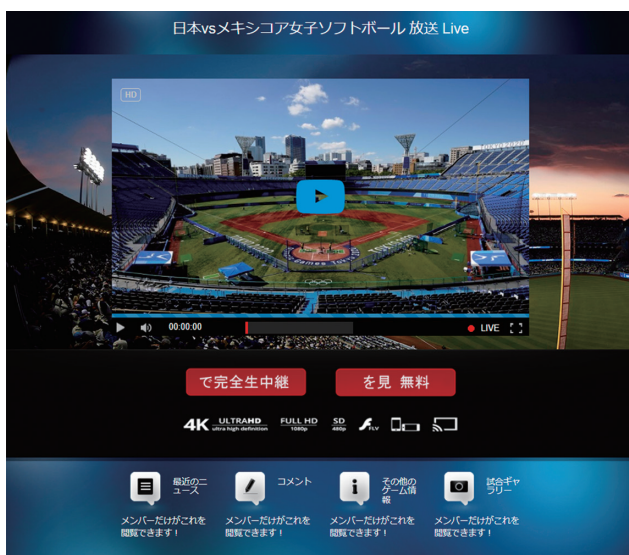 日本vsメキシコア女子ソフトボール 放送 Live
HD
00:00:00
LIVE
で完全生中継
を見 無料
4K ULTRAHD
ultra high definition
FULL HD
1080p
SD
480p
FLV
最近のニ
ュース
メンバーだけがこれを
閲覧できます！
コメント
メンバーだけがこれを
閲覧できます！
その他の
ゲーム情
報
メンバーだけがこれを
閲覧できます！
試合ギャ
ラリー
メンバーだけがこれを
閲覧できます！